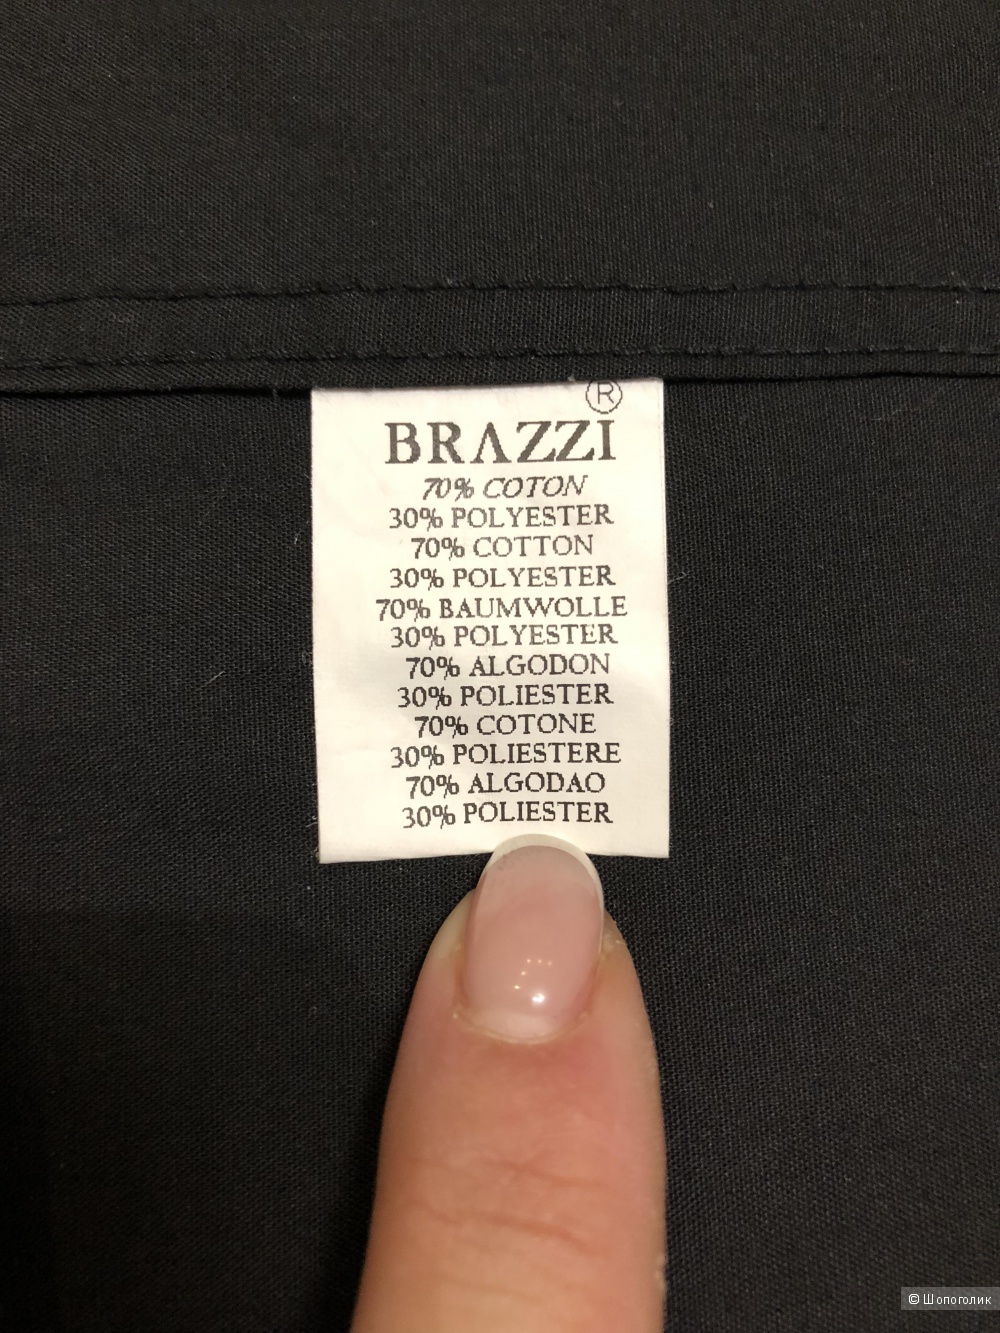 ®
BRAZZI
70% COTON
30% POLYESTER
70% COTTON
30% POLYESTER
70% BAUMWOLLE
30% POLYESTER
70% ALGODON
30% POLIESTER
70% COTONE
30% POLIESTERE
70% ALGODAO
30% POLIESTER
© Шопоголик